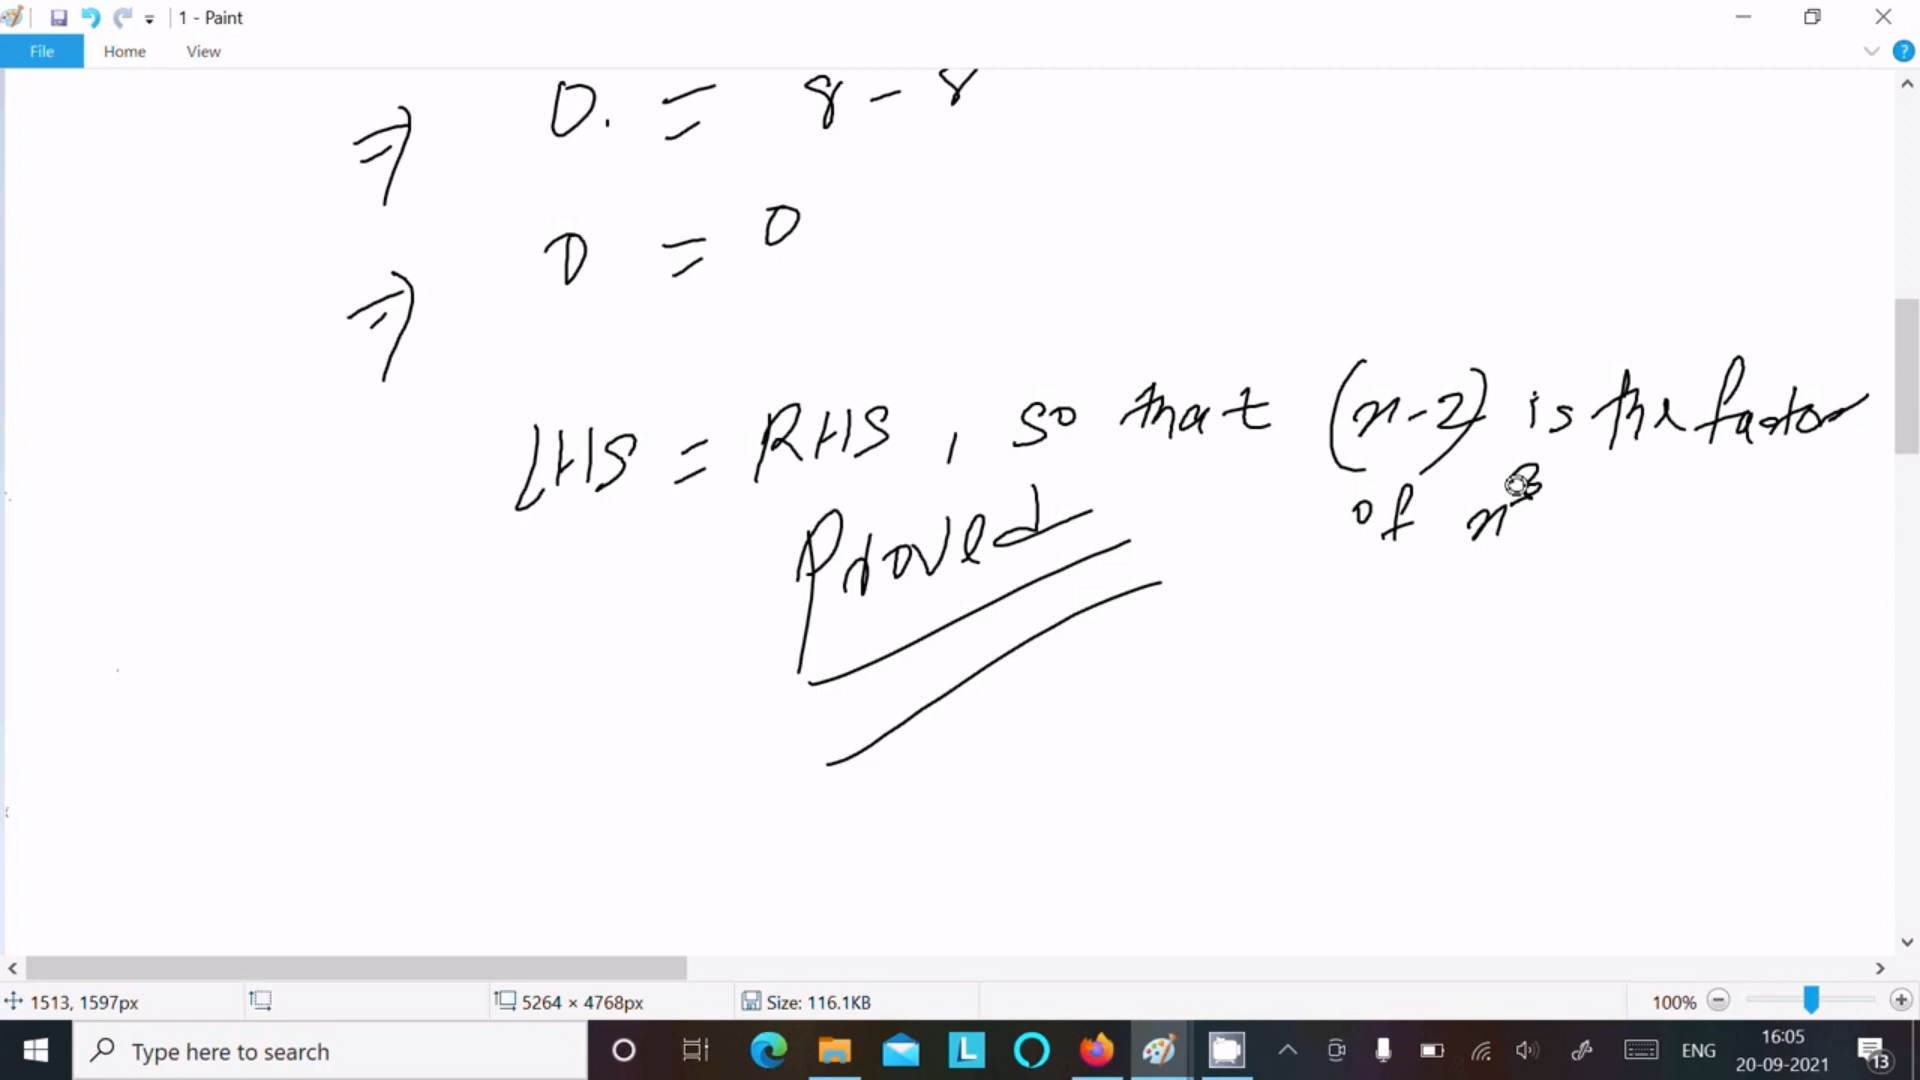 1 - Paint
File Home View
⇒ 0. = 8 - 8
⇒ 0 = 0
⇒
LHS = RHS, so that (x-2) is the factor
of x³
Proved
1513, 1597px 5264 × 4768px Size: 116.1KB 100%
Type here to search L ENG 16:05
20-09-2021 13